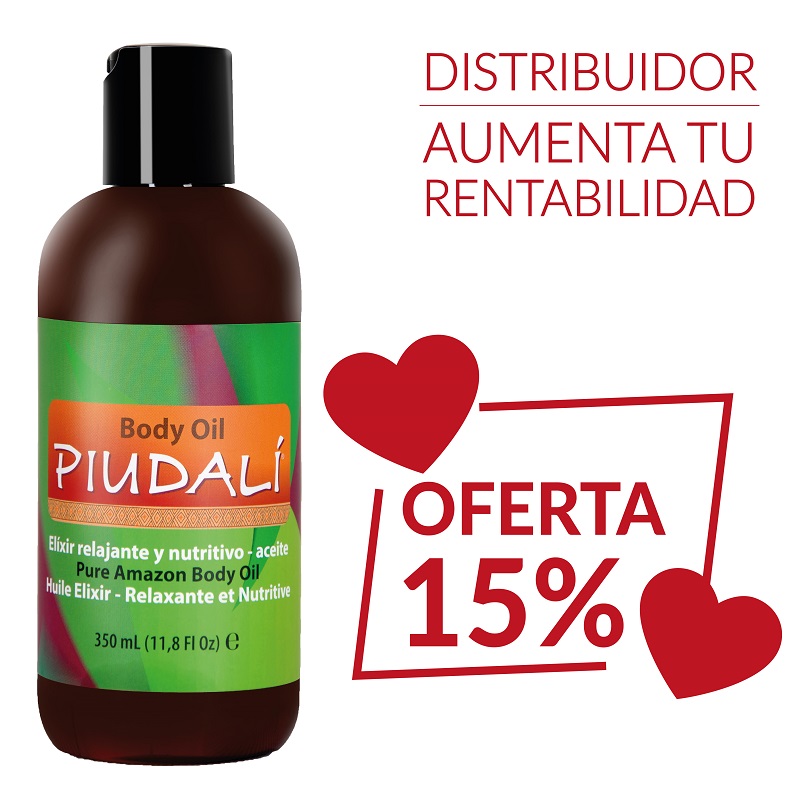 DISTRIBUIDOR
AUMENTA TU
RENTABILIDAD
Body Oil
PIUDALÍ
Elíxir relajante y nutritivo - aceite
Pure Amazon Body Oil
Huile Elixir - Relaxante et Nutritive
350 mL (11,8 Fl Oz) ℮
OFERTA
15%